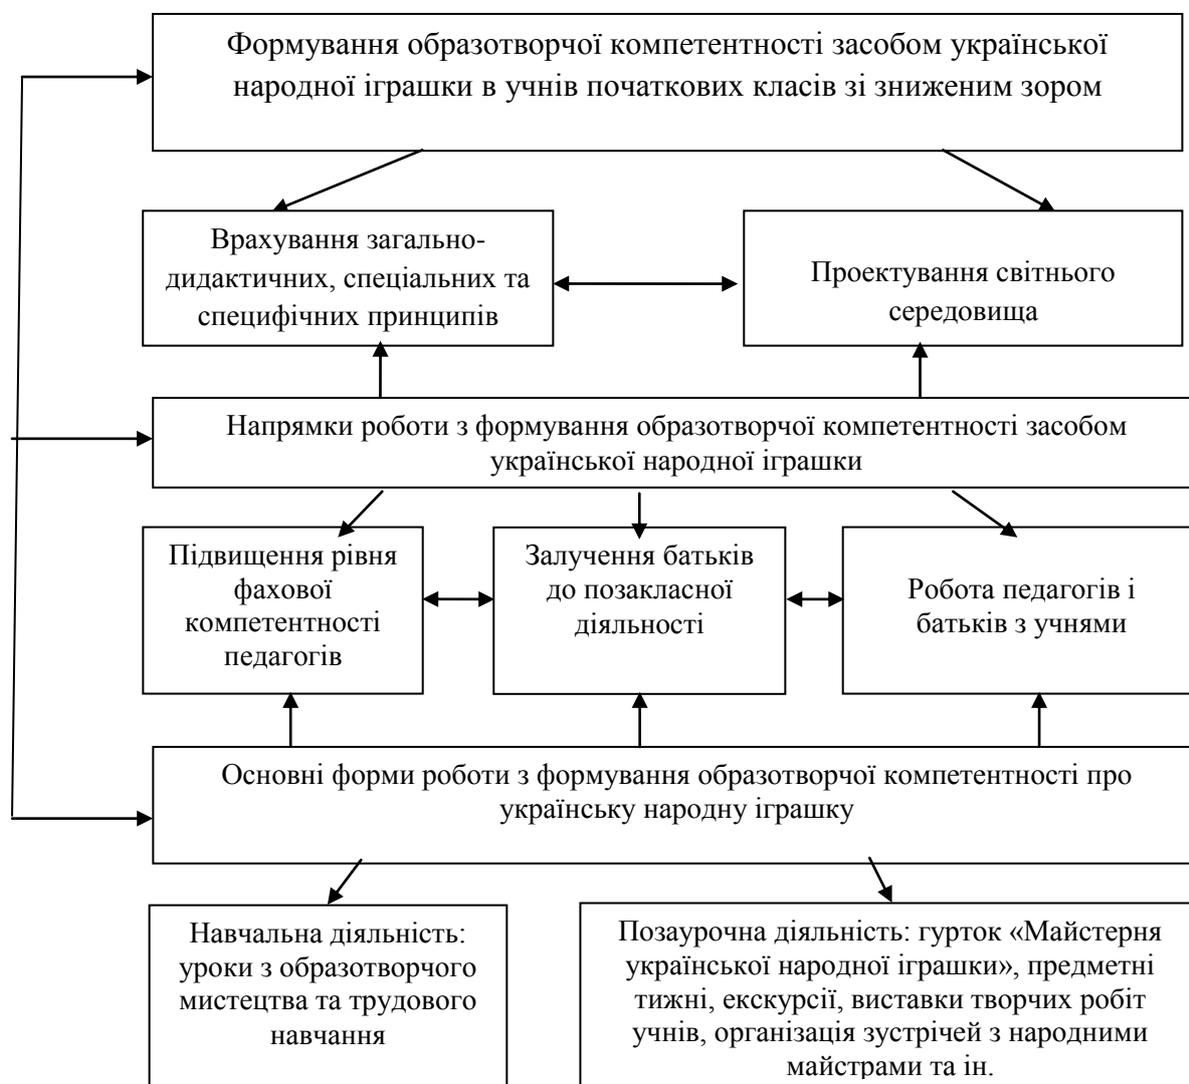 Формування образотворчої компетентності засобом української
народної іграшки в учнів початкових класів зі зниженим зором
Врахування загально-
дидактичних, спеціальних та
специфічних принципів
Проектування світнього
середовища
Напрямки роботи з формування образотворчої компетентності засобом
української народної іграшки
Підвищення рівня
фахової
компетентності
педагогів
Залучення батьків
до позакласної
діяльності
Робота педагогів і
батьків з учнями
Основні форми роботи з формування образотворчої компетентності про
українську народну іграшку
Навчальна діяльність:
уроки з образотворчого
мистецтва та трудового
навчання
Позаурочна діяльність: гурток «Майстерня
української народної іграшки», предметні
тижні, екскурсії, виставки творчих робіт
учнів, організація зустрічей з народними
майстрами та ін.